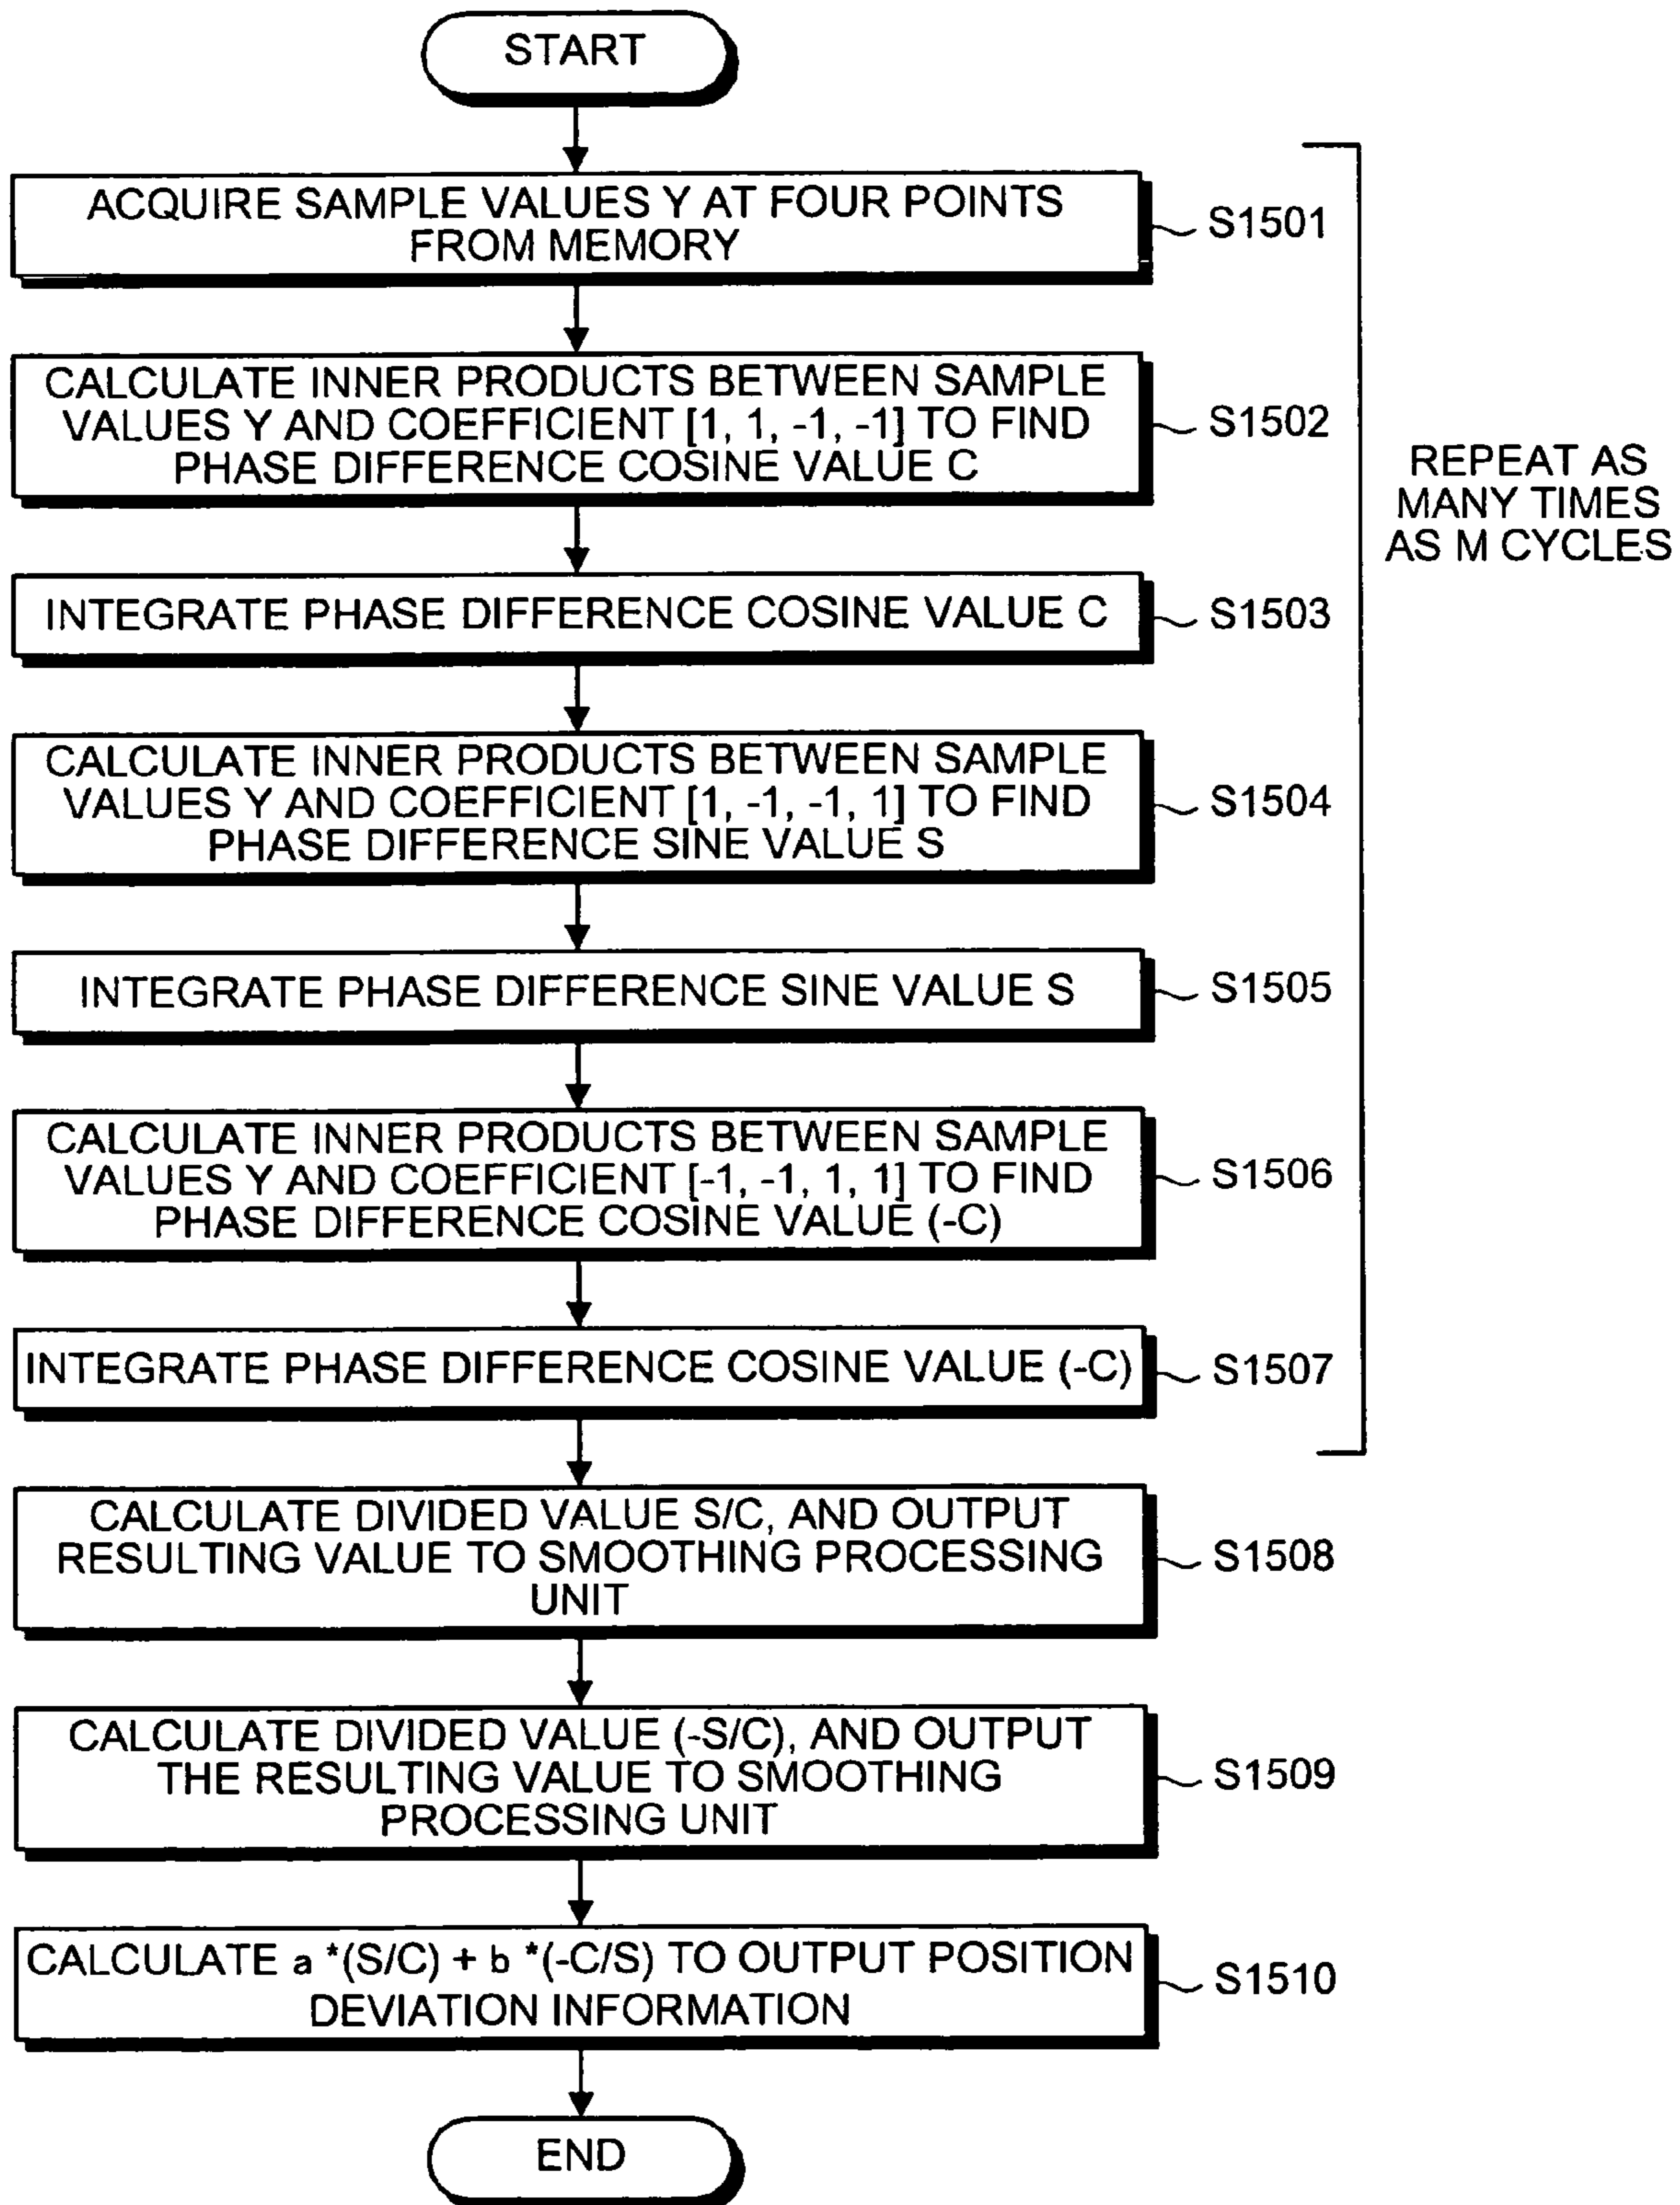 START
ACQUIRE SAMPLE VALUES Y AT FOUR POINTS
FROM MEMORY
S1501
CALCULATE INNER PRODUCTS BETWEEN SAMPLE
VALUES Y AND COEFFICIENT [1, 1, -1, -1] TO FIND
PHASE DIFFERENCE COSINE VALUE C
S1502
REPEAT AS
MANY TIMES
AS M CYCLES
INTEGRATE PHASE DIFFERENCE COSINE VALUE C
S1503
CALCULATE INNER PRODUCTS BETWEEN SAMPLE
VALUES Y AND COEFFICIENT [1, -1, -1, 1] TO FIND
PHASE DIFFERENCE SINE VALUE S
S1504
INTEGRATE PHASE DIFFERENCE SINE VALUE S
S1505
CALCULATE INNER PRODUCTS BETWEEN SAMPLE
VALUES Y AND COEFFICIENT [-1, -1, 1, 1] TO FIND
PHASE DIFFERENCE COSINE VALUE (-C)
S1506
INTEGRATE PHASE DIFFERENCE COSINE VALUE (-C)
S1507
CALCULATE DIVIDED VALUE S/C, AND OUTPUT
RESULTING VALUE TO SMOOTHING PROCESSING
UNIT
S1508
CALCULATE DIVIDED VALUE (-S/C), AND OUTPUT
THE RESULTING VALUE TO SMOOTHING
PROCESSING UNIT
S1509
CALCULATE a *(S/C) + b *(-C/S) TO OUTPUT POSITION
DEVIATION INFORMATION
S1510
END